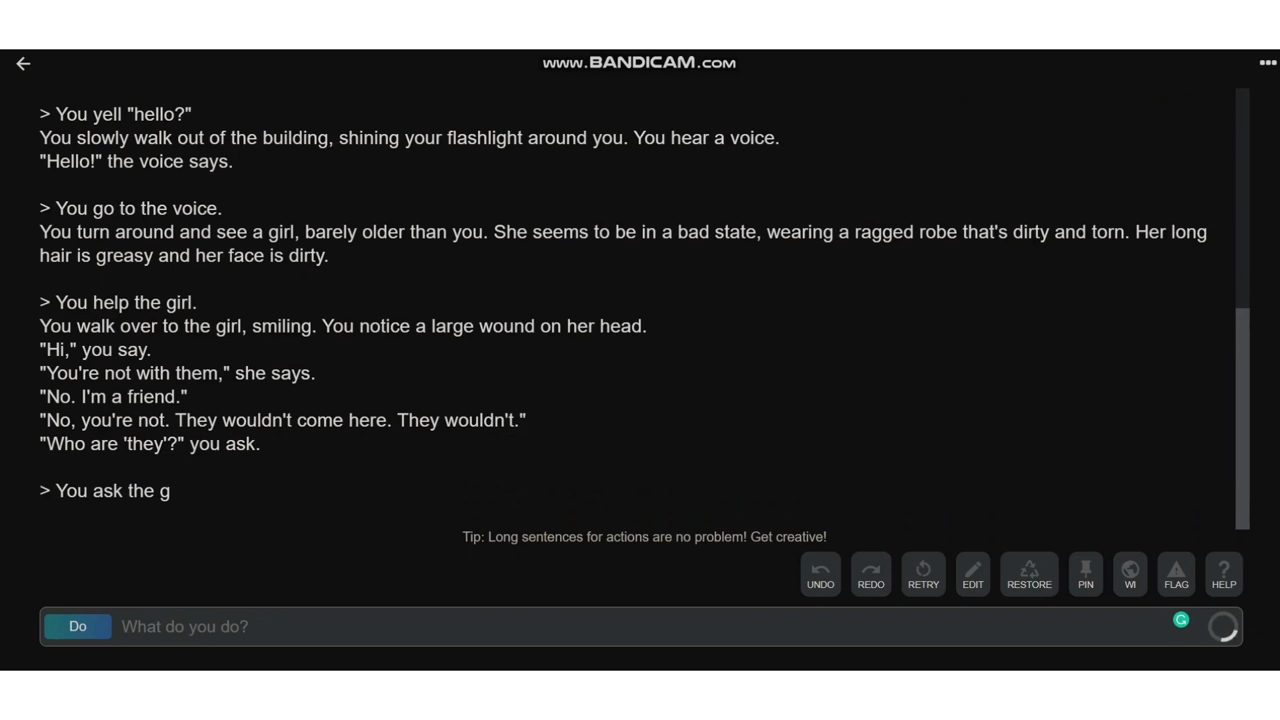 www.BANDICAM.com
> You yell "hello?"
You slowly walk out of the building, shining your flashlight around you. You hear a voice.
"Hello!" the voice says.
> You go to the voice.
You turn around and see a girl, barely older than you. She seems to be in a bad state, wearing a ragged robe that's dirty and torn. Her long
hair is greasy and her face is dirty.
> You help the girl.
You walk over to the girl, smiling. You notice a large wound on her head.
"Hi," you say.
"You're not with them," she says.
"No. I'm a friend."
"No, you're not. They wouldn't come here. They wouldn't."
"Who are 'they'?" you ask.
> You ask the g
Tip: Long sentences for actions are no problem! Get creative!
UNDO REDO RETRY EDIT RESTORE PIN WI FLAG HELP
Do What do you do?